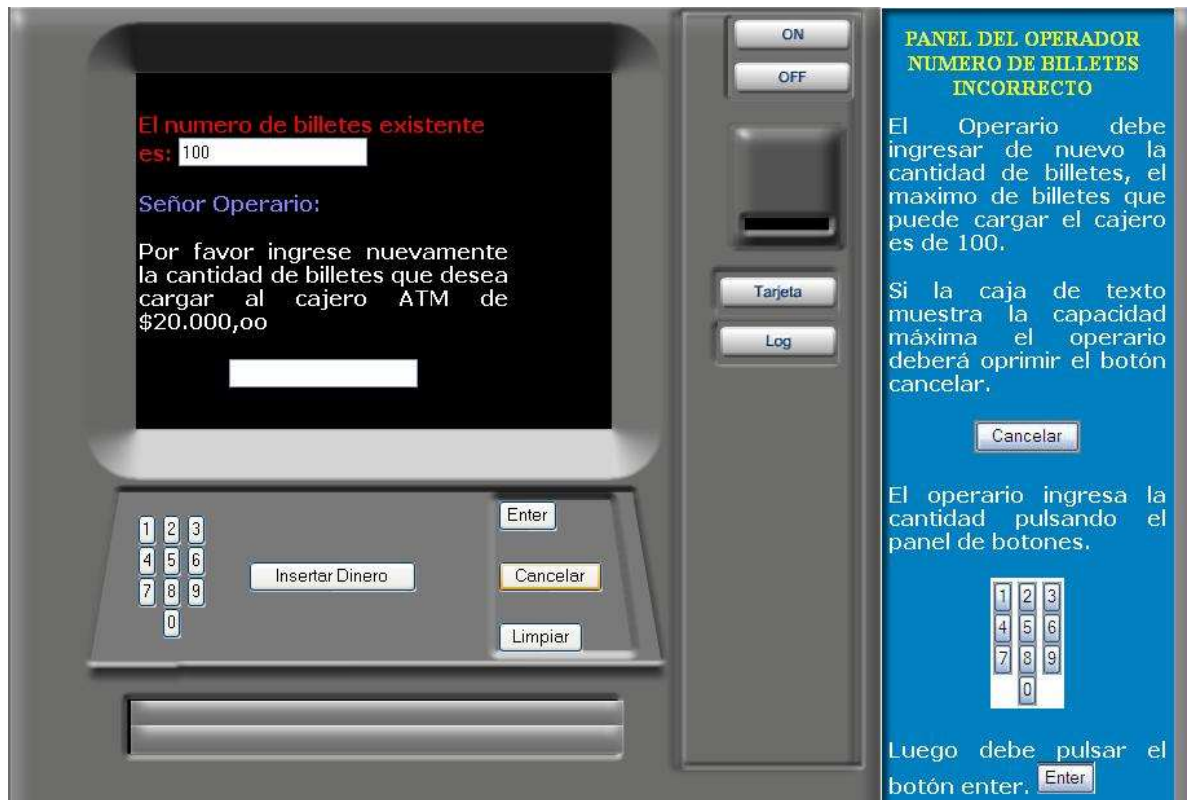 El numero de billetes existente
es: 100
Señor Operario:
Por favor ingrese nuevamente
la cantidad de billetes que desea
cargar al cajero ATM de
$20.000,oo
1 2 3
4 5 6
7 8 9
0
Insertar Dinero
Enter
Cancelar
Limpiar
ON
OFF
Tarjeta
Log
PANEL DEL OPERADOR
NUMERO DE BILLETES
INCORRECTO
El Operario debe
ingresar de nuevo la
cantidad de billetes, el
maximo de billetes que
puede cargar el cajero
es de 100.
Si la caja de texto
muestra la capacidad
máxima el operario
deberá oprimir el botón
cancelar.
Cancelar
El operario ingresa la
cantidad pulsando el
panel de botones.
1 2 3
4 5 6
7 8 9
0
Luego debe pulsar el
botón enter. Enter